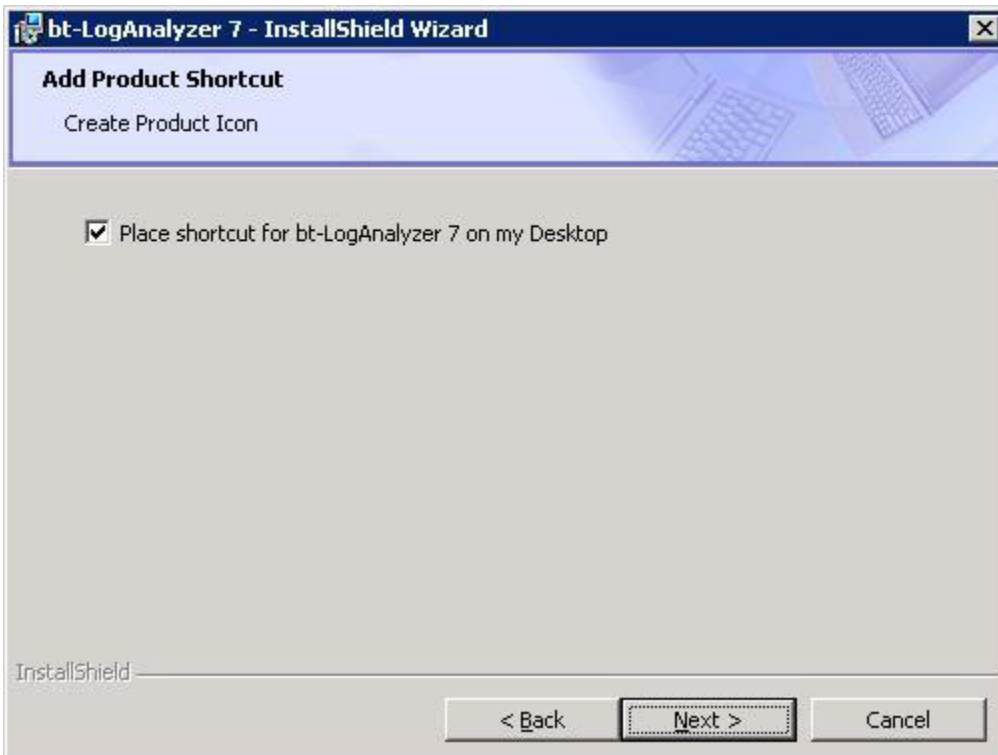 bt-LogAnalyzer 7 - InstallShield Wizard
Add Product Shortcut
Create Product Icon
Place shortcut for bt-LogAnalyzer 7 on my Desktop
InstallShield
< Back Next > Cancel